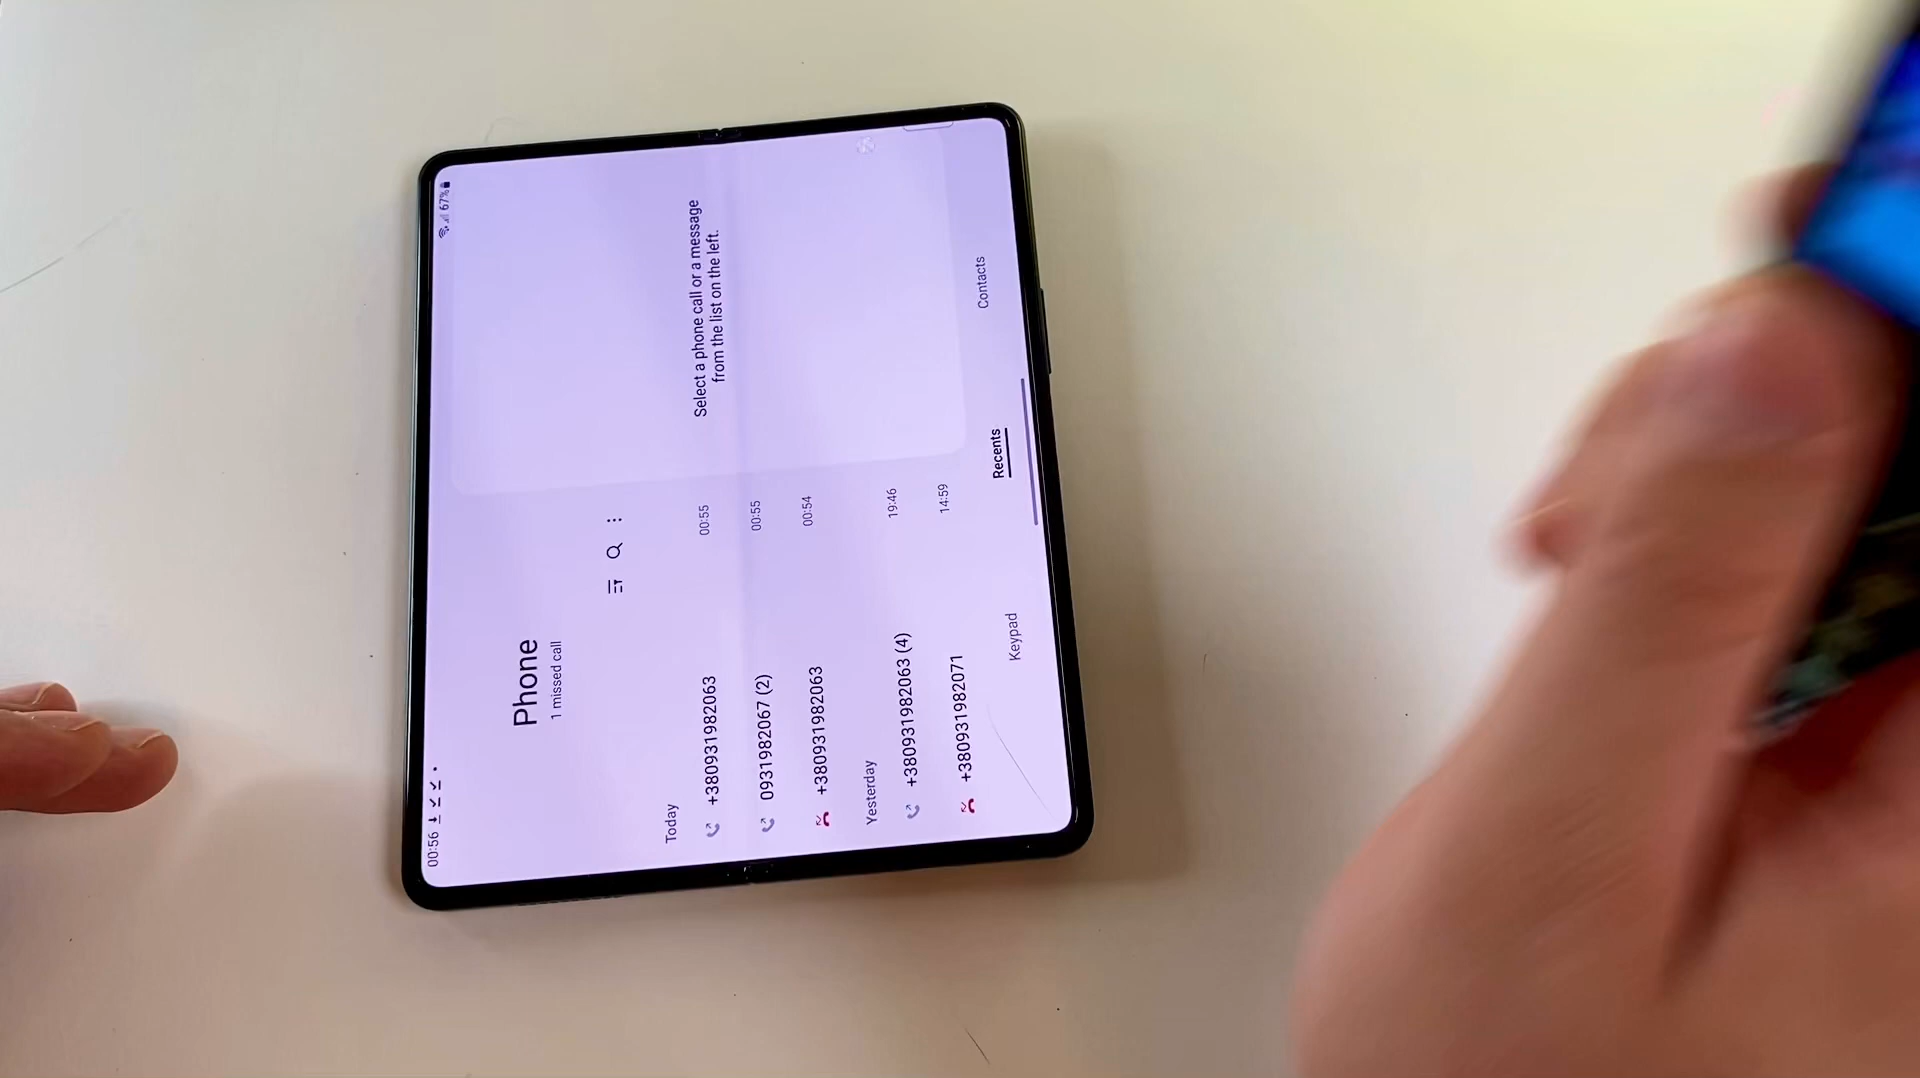 00:56
67%
Phone
1 missed call
Today
+380931982063
00:55
0931982067 (2)
00:55
+380931982063
00:54
Yesterday
+380931982063 (4)
19:46
+380931982071
14:59
Select a phone call or a message
from the list on the left.
Keypad
Recents
Contacts